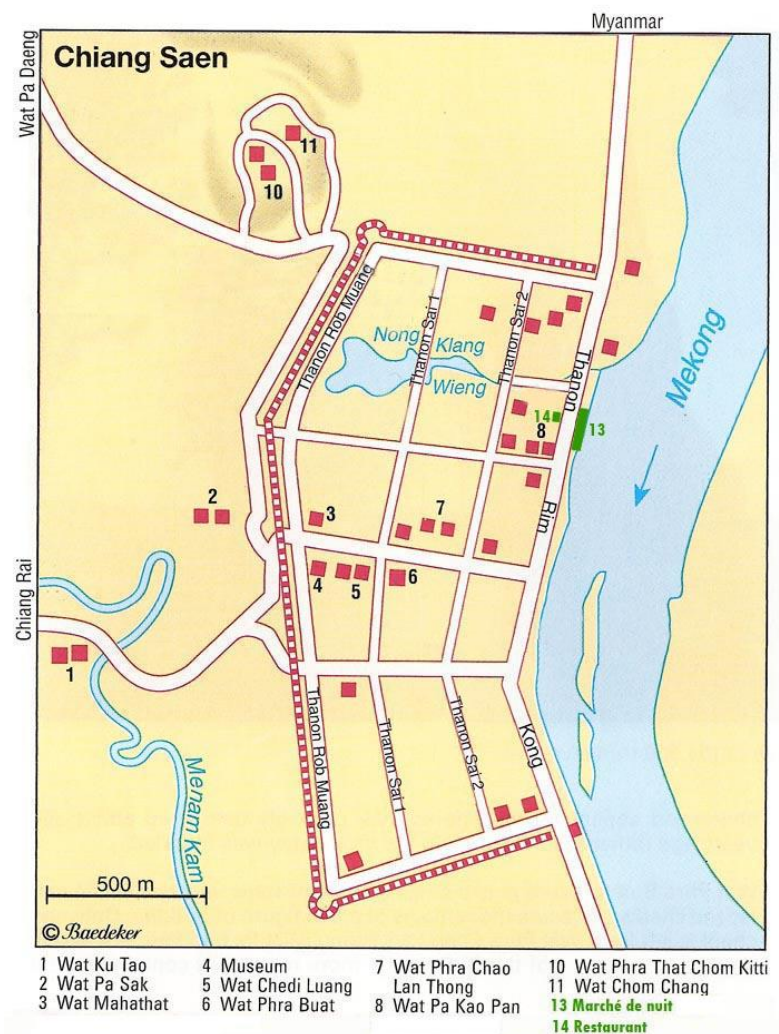 Myanmar
Wat Pa Daeng
Chiang Saen
11
10
Thanon Rob Muang
Thanon Sai 1
Thanon Sai 2
Nong Klang
Wieng
Thanon
Mekong
14
8
13
Rim
2
3
7
4
5
6
Chiang Rai
1
Thanon Rob Muang
Thanon Sai 1
Thanon Sai 2
Kong
Menam Kam
500 m
© Baedeker
1 Wat Ku Tao
2 Wat Pa Sak
3 Wat Mahathat
4 Museum
5 Wat Chedi Luang
6 Wat Phra Buat
7 Wat Phra Chao
Lan Thong
8 Wat Pa Kao Pan
10 Wat Phra That Chom Kitti
11 Wat Chom Chang
13 Marché de nuit
14 Restaurant